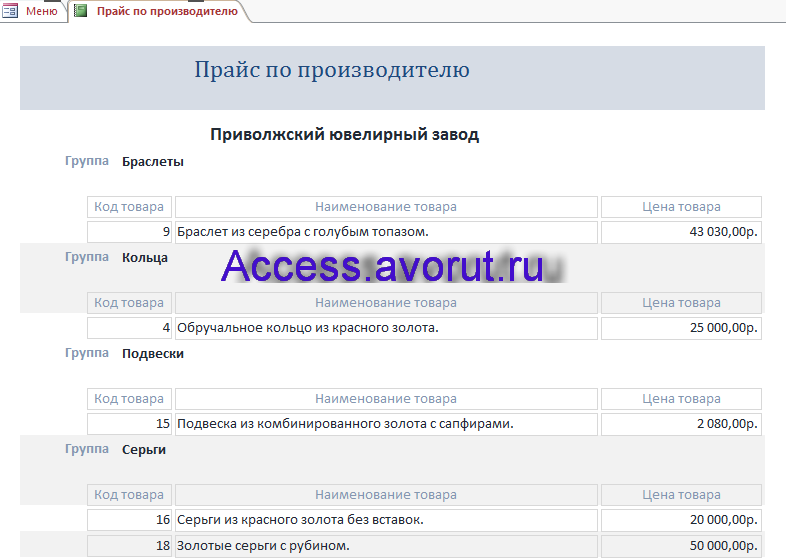 Меню Прайс по производителю
Прайс по производителю
Приволжский ювелирный завод
Группа Браслеты
Код товара Наименование товара Цена товара
9 Браслет из серебра с голубым топазом. 43 030,00р.
Группа Кольца
Access.avorut.ru
Код товара Наименование товара Цена товара
4 Обручальное кольцо из красного золота. 25 000,00р.
Группа Подвески
Код товара Наименование товара Цена товара
15 Подвеска из комбинированного золота с сапфирами. 2 080,00р.
Группа Серьги
Код товара Наименование товара Цена товара
16 Серьги из красного золота без вставок. 20 000,00р.
18 Золотые серьги с рубином. 50 000,00р.